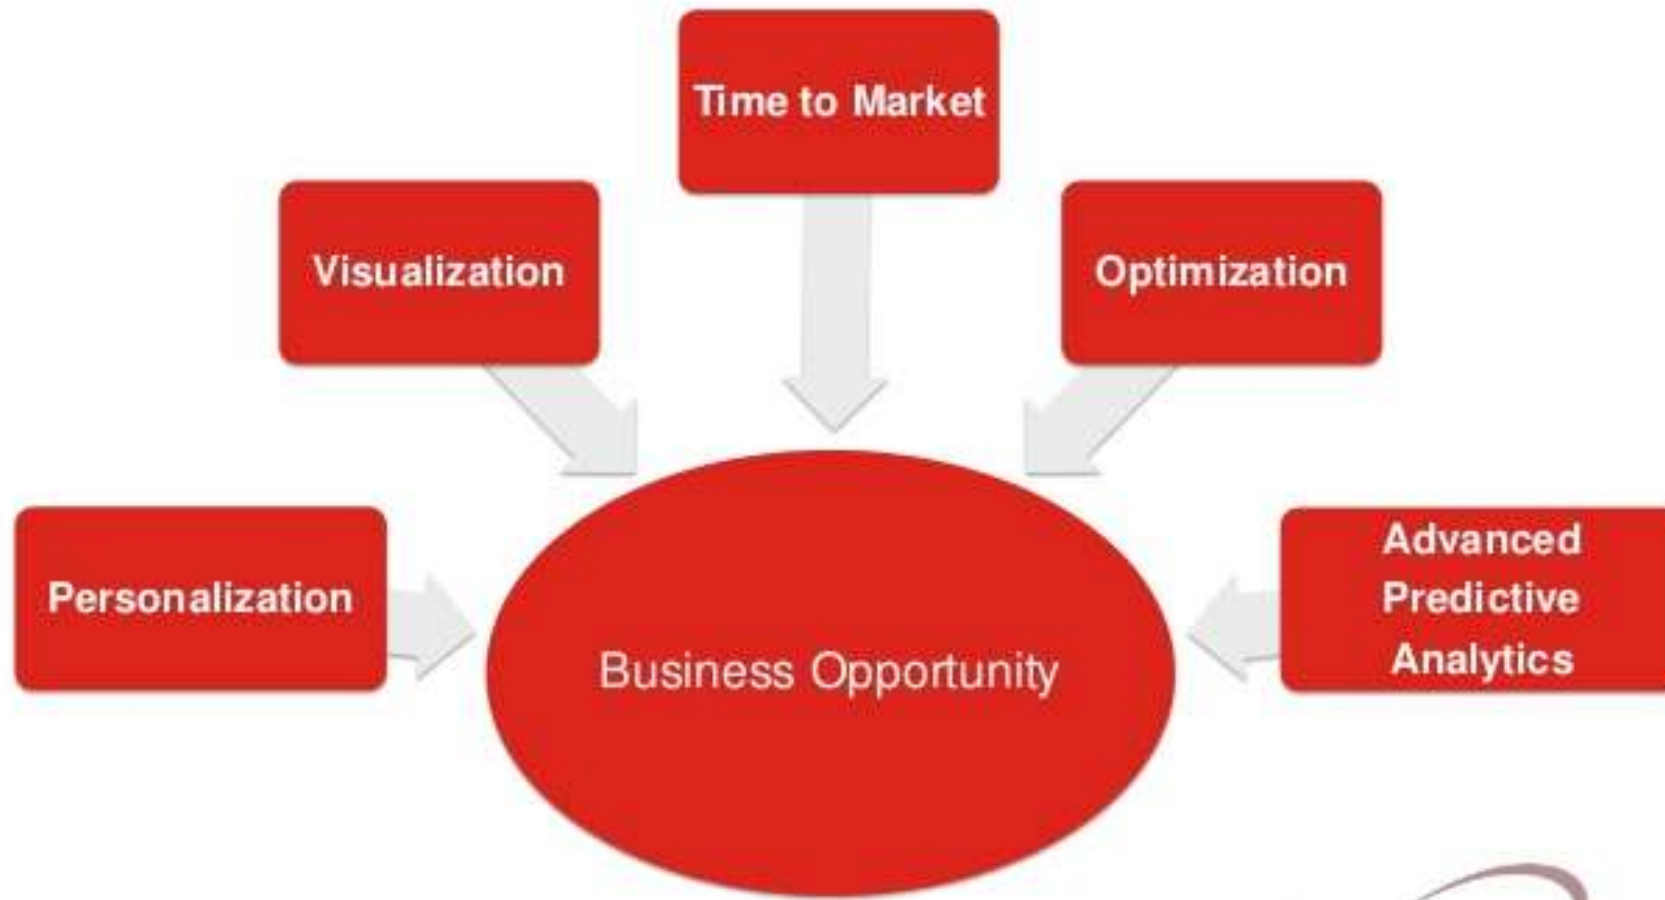 Time to Market
Visualization
Optimization
Personalization
Advanced
Predictive
Analytics
Business Opportunity